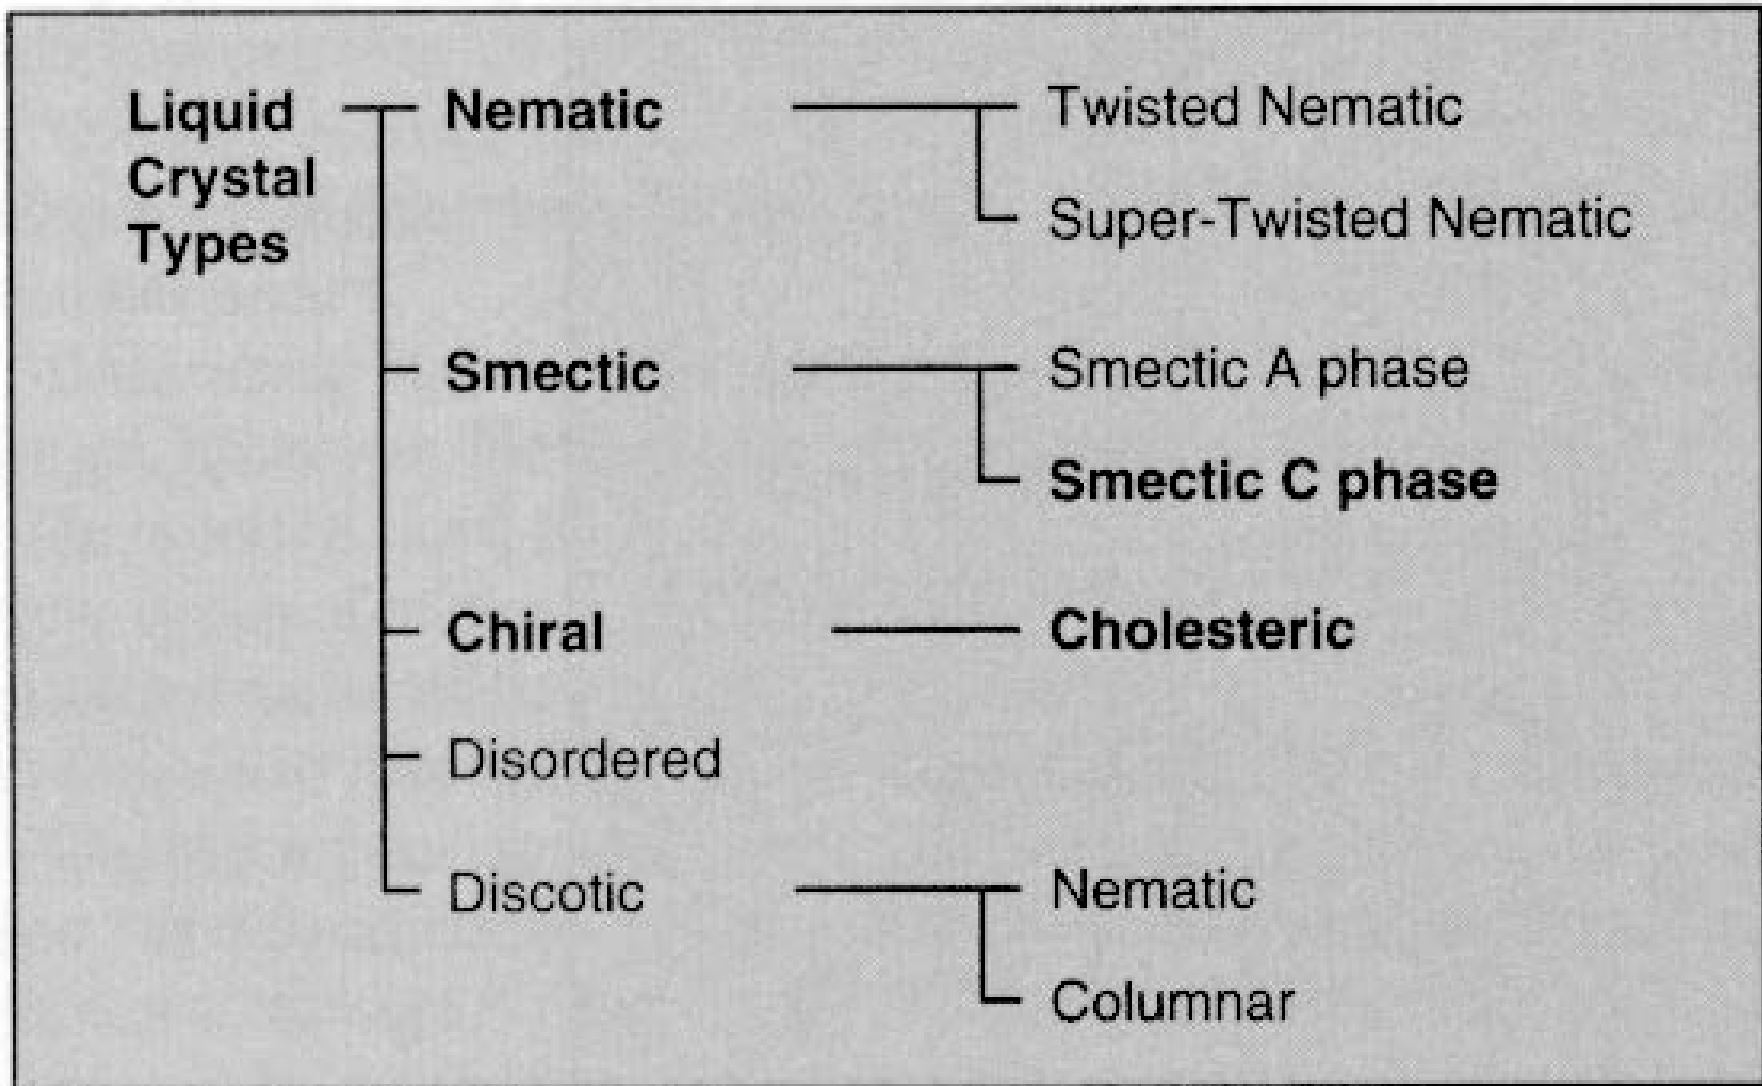 Liquid
Crystal
Types
Nematic
Twisted Nematic
Super-Twisted Nematic
Smectic
Smectic A phase
Smectic C phase
Chiral
Cholesteric
Disordered
Discotic
Nematic
Columnar